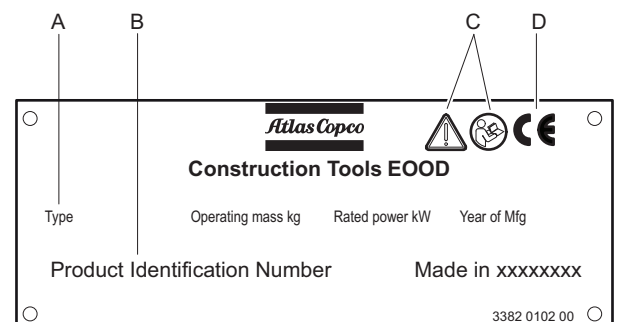 A B C D
Atlas Copco
CE
Construction Tools EOOD
Type Operating mass kg Rated power kW Year of Mfg
Product Identification Number Made in xxxxxxxx
3382 0102 00